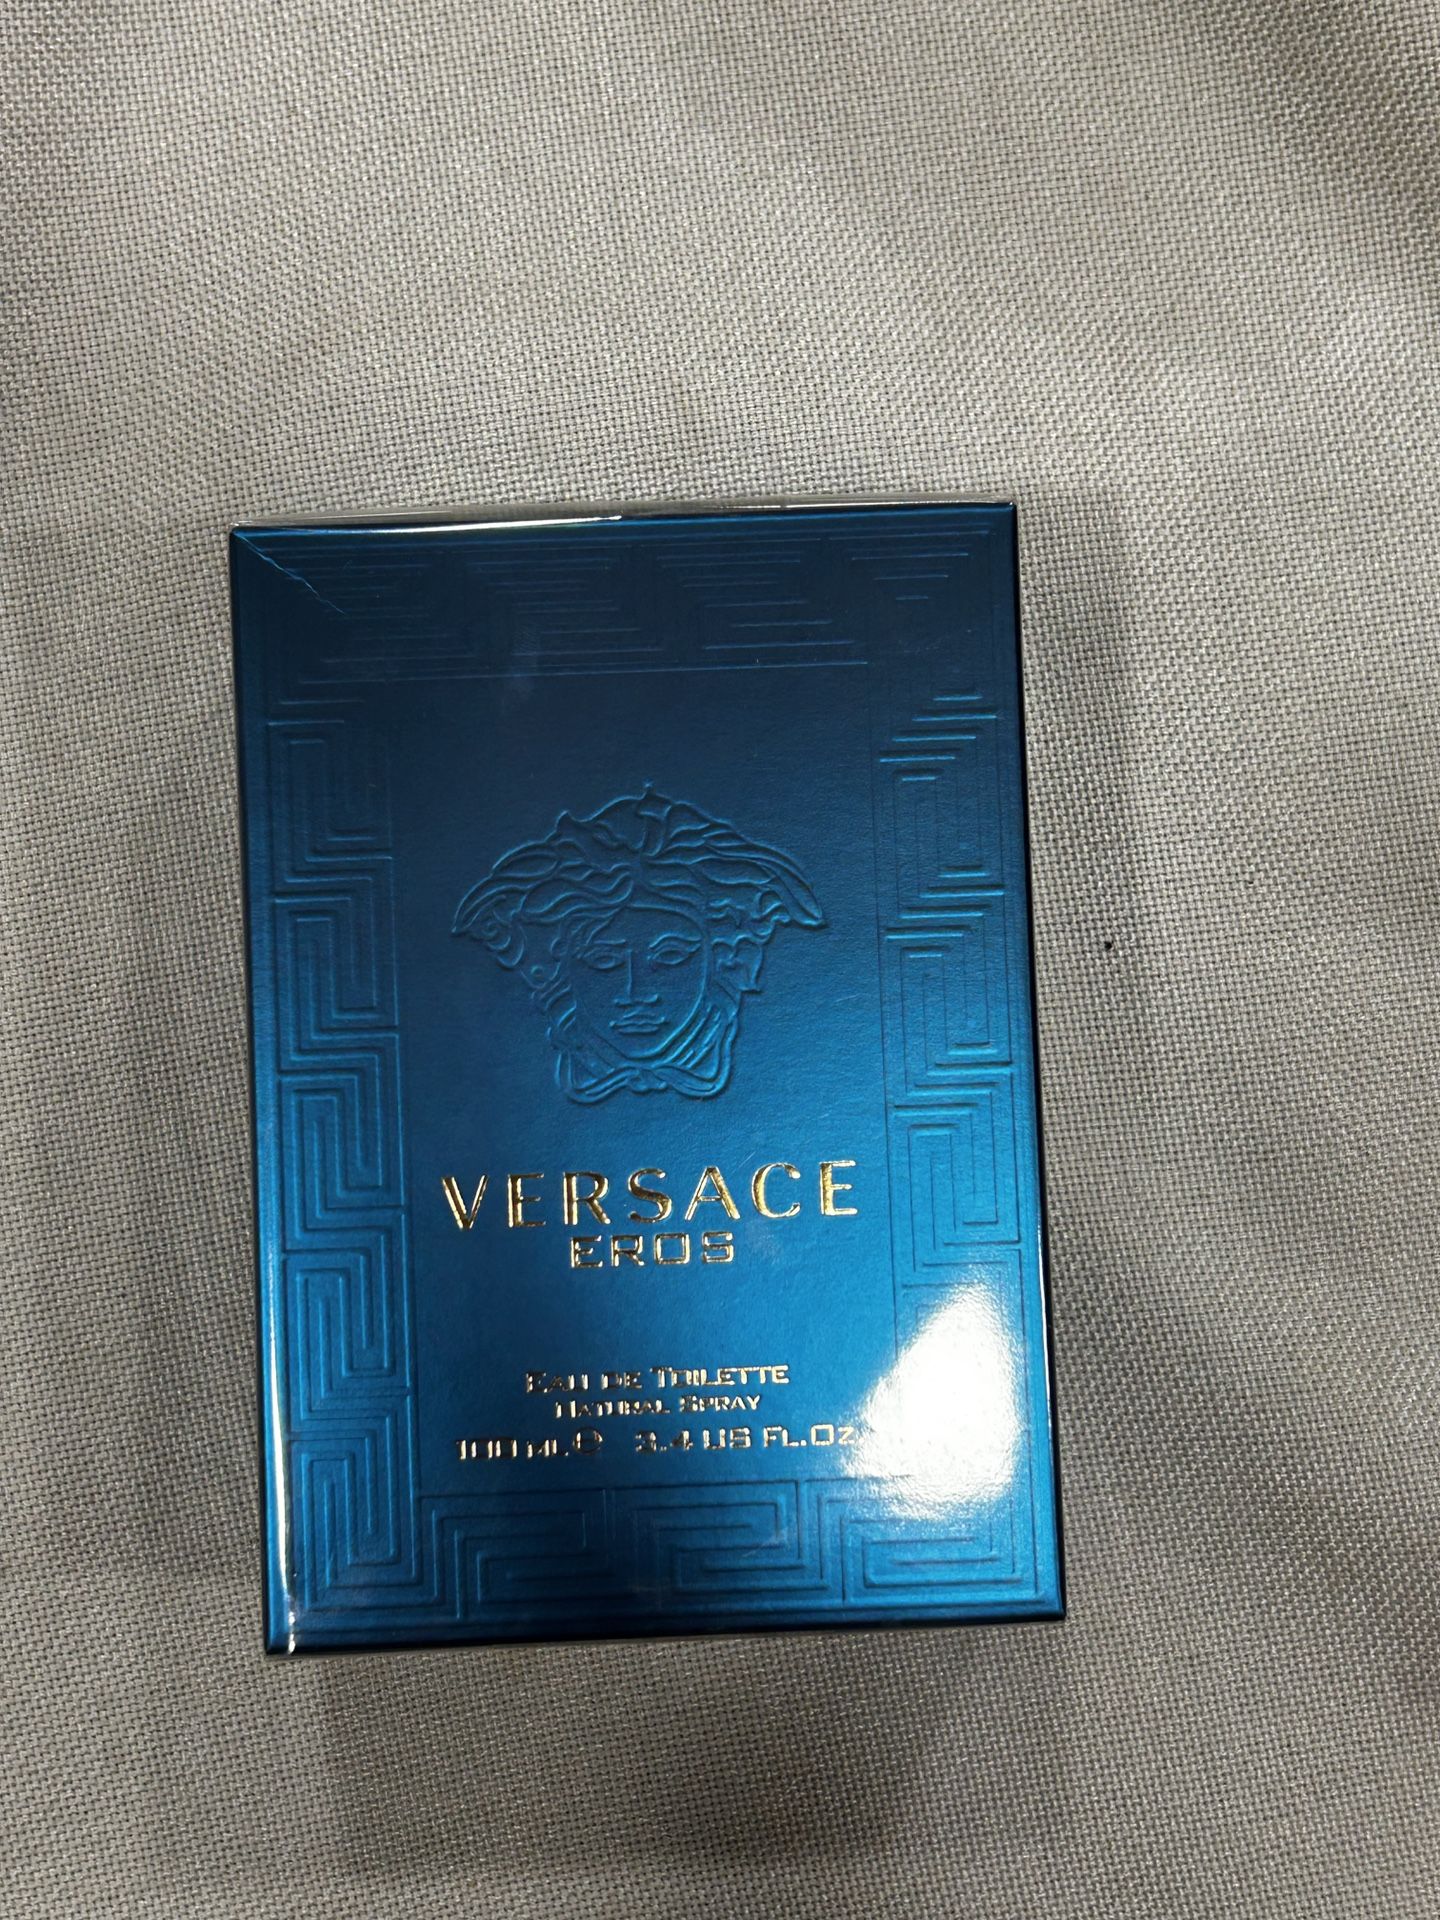 VERSACE
EROS
EAU DE TOILETTE
NATURAL SPRAY
100 ML ℮ 3.4 US FL.OZ